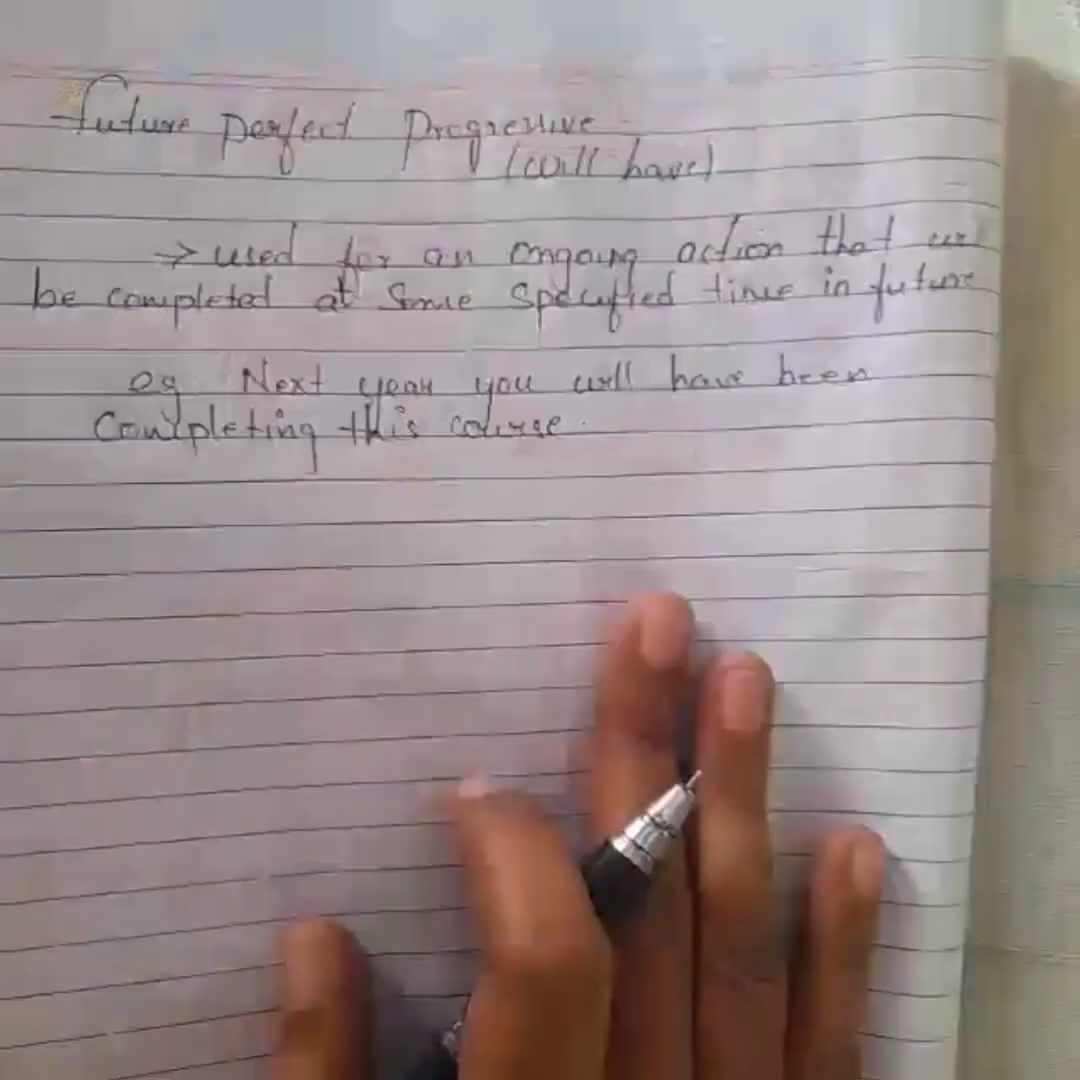 Future perfect Progressive
(will have)
→ used for an ongoing action that will
be completed at some specified time in future
eg Next year you will have been
Completing this course.